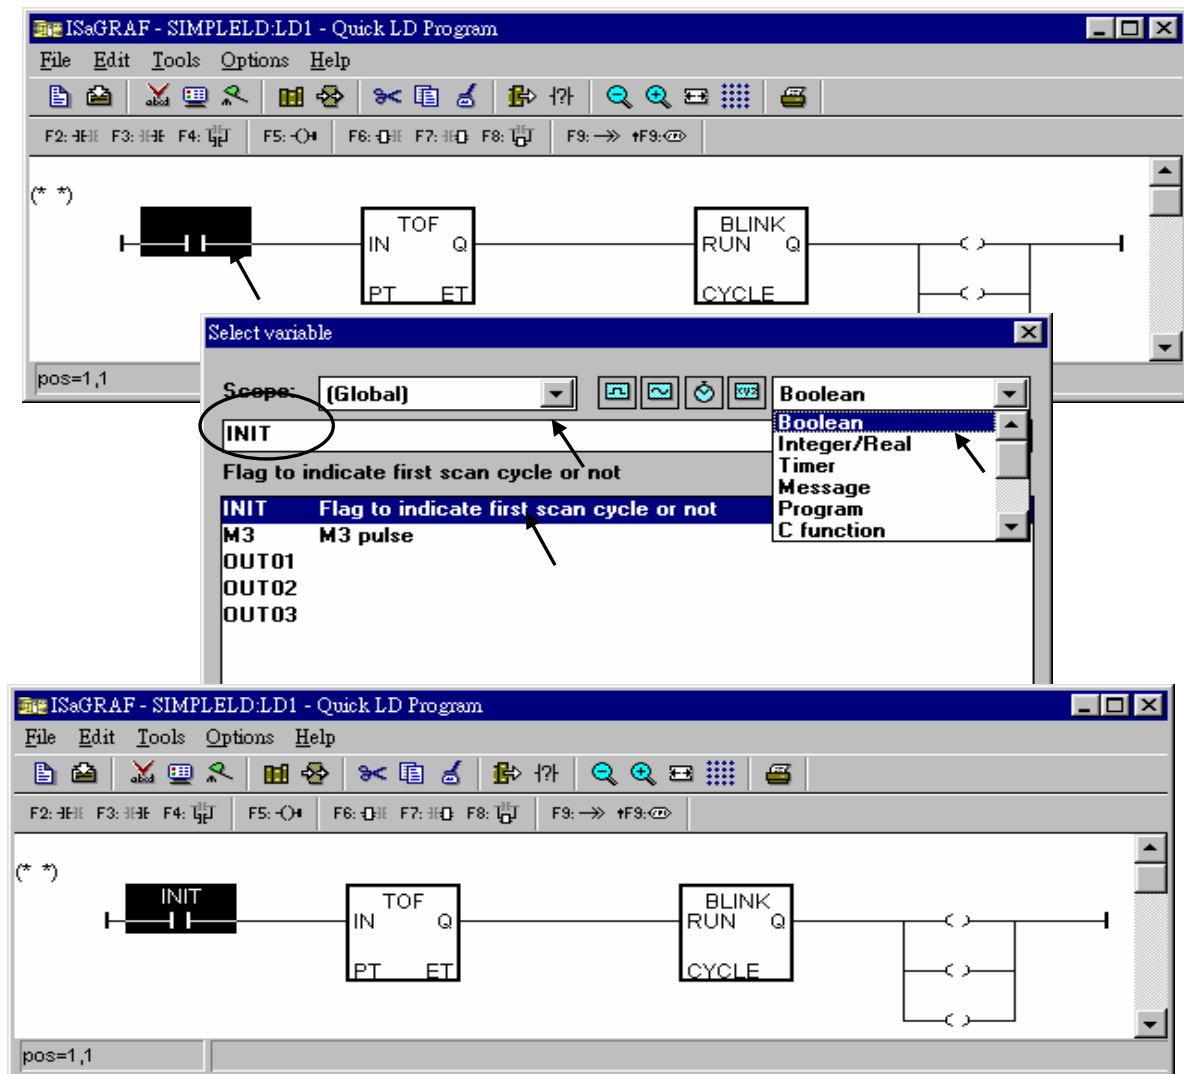 ISaGRAF - SIMPLELD:LD1 - Quick LD Program
File Edit Tools Options Help
F2: F3: F4: F5: F6: F7: F8: F9: F9:
(* *)
TOF
IN Q
PT ET
BLINK
RUN Q
CYCLE
pos=1,1
Select variable
Scope: (Global) Boolean
INIT
Boolean
Integer/Real
Timer
Message
Program
C function
Flag to indicate first scan cycle or not
INIT Flag to indicate first scan cycle or not
M3 M3 pulse
OUT01
OUT02
OUT03
ISaGRAF - SIMPLELD:LD1 - Quick LD Program
File Edit Tools Options Help
F2: F3: F4: F5: F6: F7: F8: F9: F9:
(* *)
INIT
TOF
IN Q
PT ET
BLINK
RUN Q
CYCLE
pos=1,1